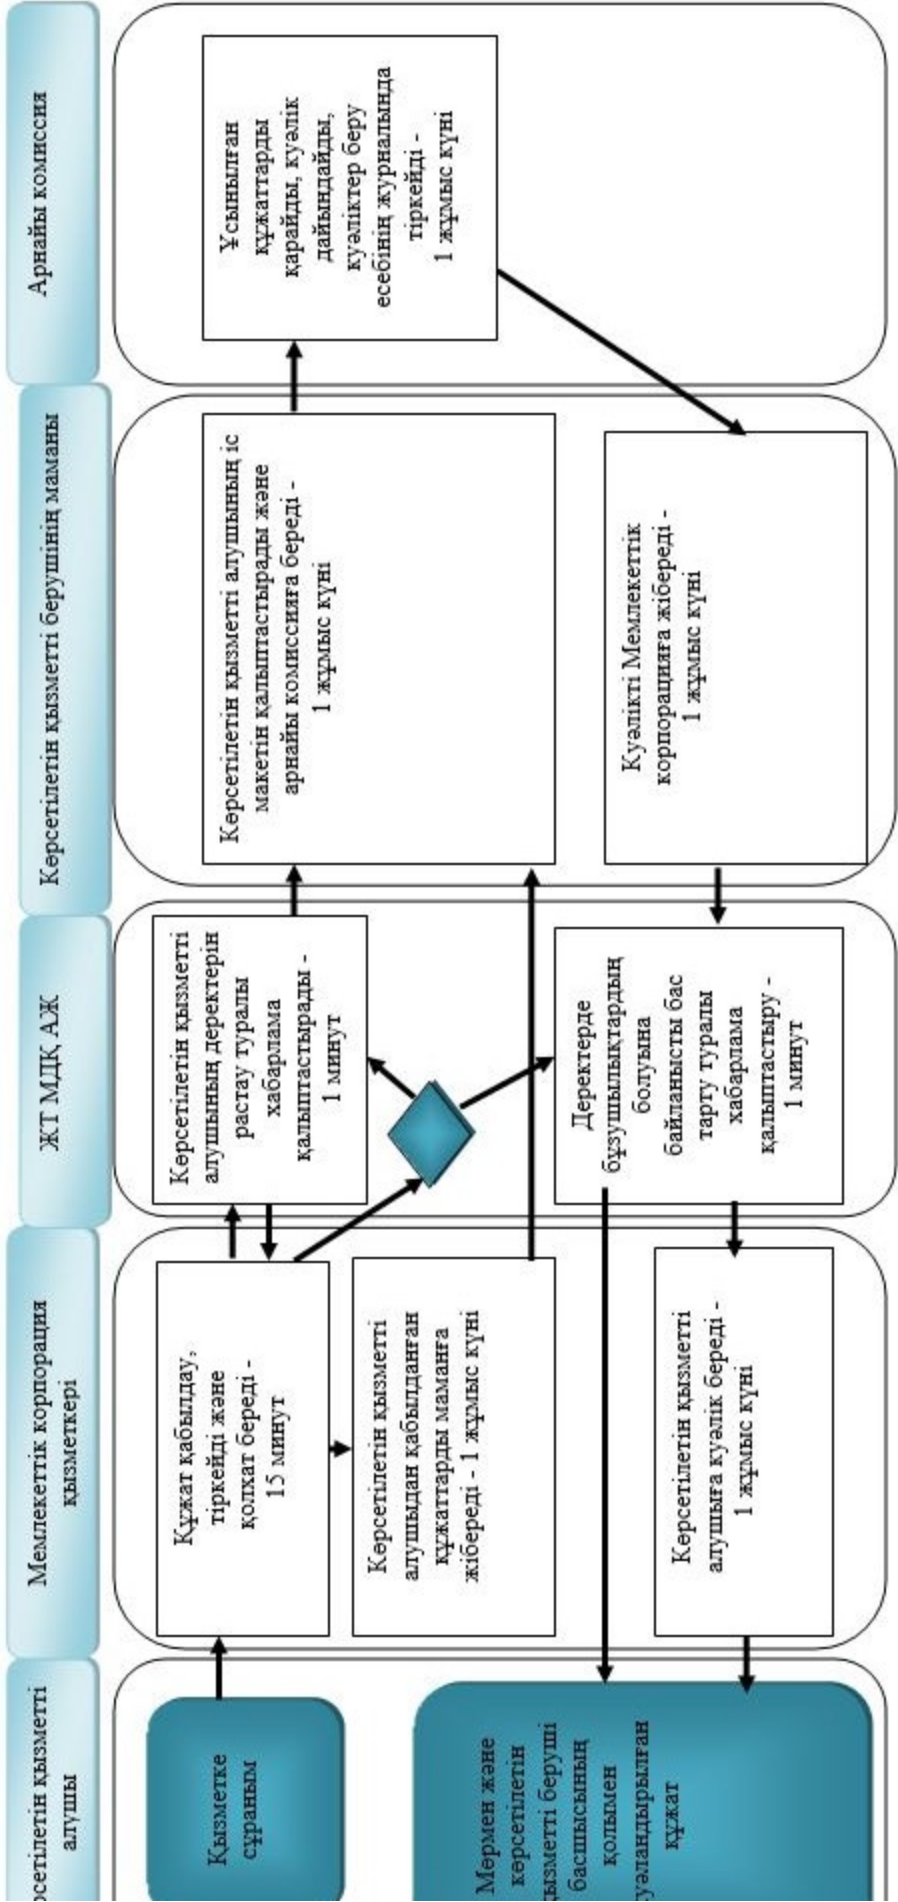 рсетілетін қызметті
алушы
Мемлекеттік корпорация
қызметкері
ЖТ МДҚ АЖ
Көрсетілетін қызметті берушінің маманы
Арнайы комиссия
Қызметке
сұраным
Құжат қабылдау,
тіркейді және
қолхат береді -
15 минут
Көрсетілетін қызметті
алушының деректерін
растау туралы
хабарлама
қалыптастырады -
1 минут
Көрсетілетін қызметті алушының іс
макетін қалыптастырады және
арнайы комиссияға береді -
1 жұмыс күні
Ұсынылған
құжаттарды
қарайды, куәлік
дайындайды,
куәліктер беру
есебінің журналында
тіркейді -
1 жұмыс күні
Көрсетілетін қызметті
алушыдан қабылданған
құжаттарды маманға
жібереді - 1 жұмыс күні
Мөрмен және
көрсетілетін
қызметті беруші
басшысының
қолымен
уәландырылған
құжат
Көрсетілетін қызметті
алушыға куәлік береді -
1 жұмыс күні
Деректерде
бұзушылықтардың
болуына
байланысты бас
тарту туралы
хабарлама
қалыптастыру -
1 минут
Куәлікті Мемлекеттік
корпорацияға жібереді -
1 жұмыс күні